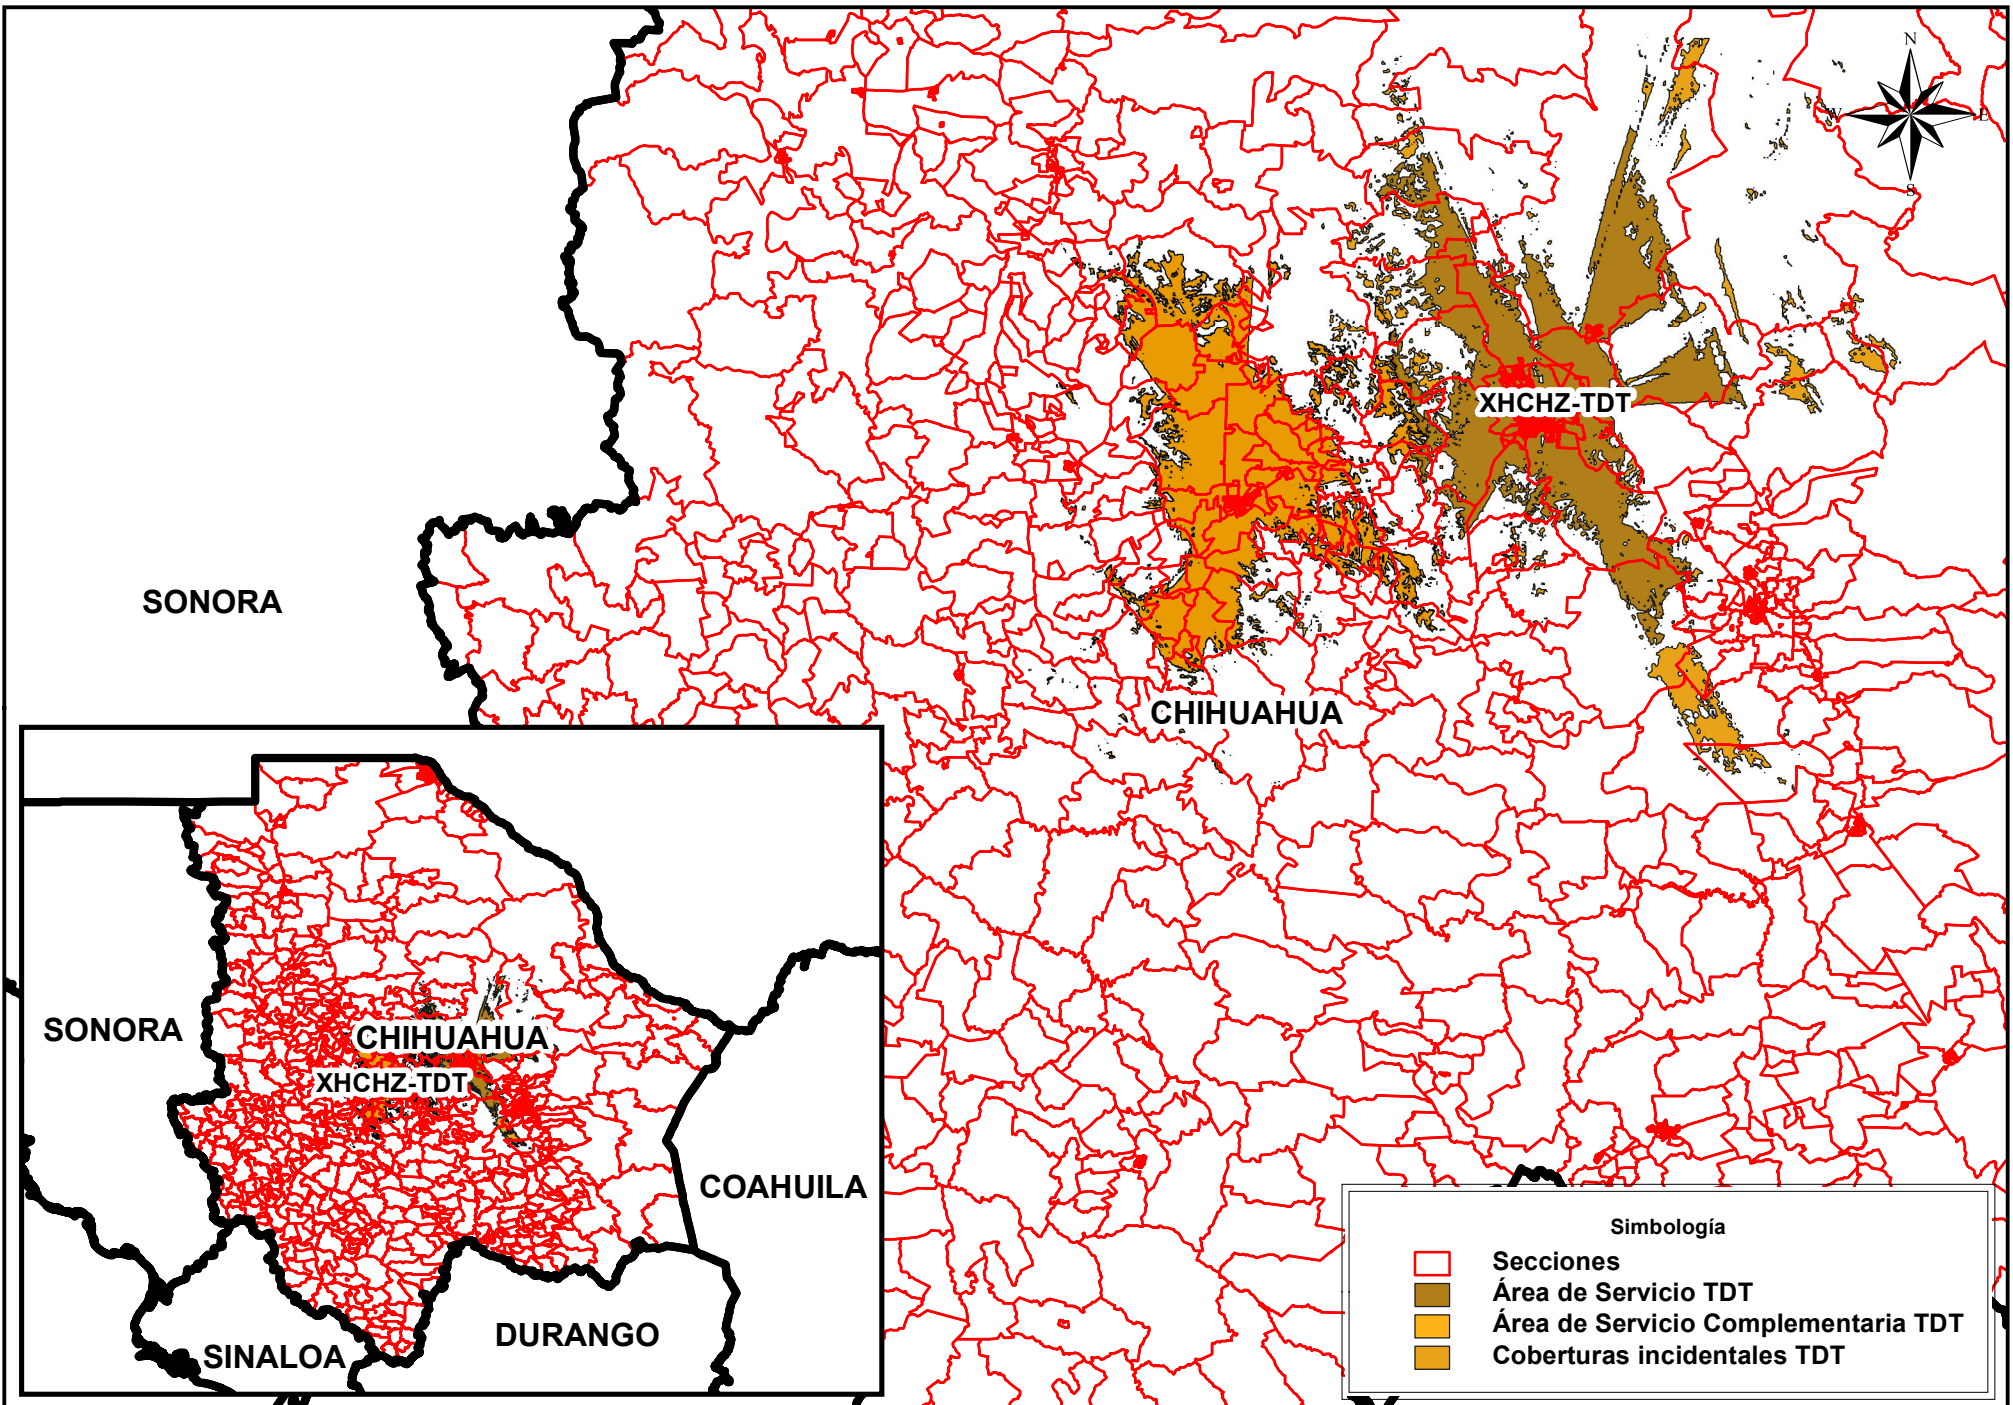 N
W
E
S
XHCHZ-TDT
SONORA
CHIHUAHUA
SONORA
CHIHUAHUA
XHCHZ-TDT
COAHUILA
DURANGO
SINALOA
Simbología
Secciones
Área de Servicio TDT
Área de Servicio Complementaria TDT
Coberturas incidentales TDT